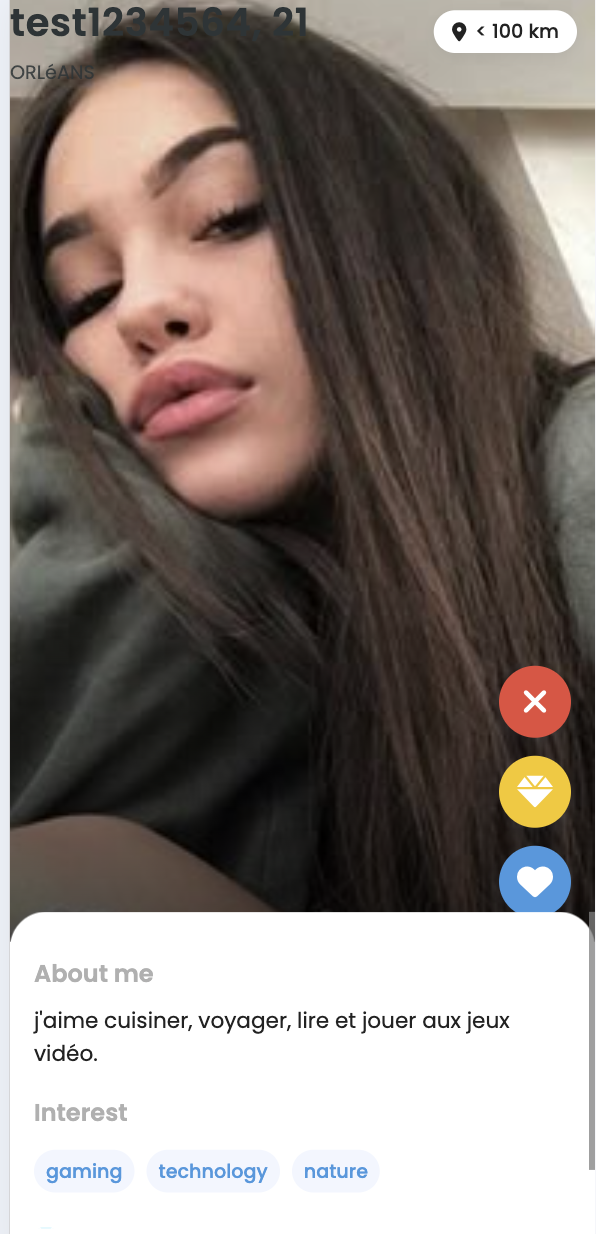 test1234564, 21
< 100 km
ORLéANS
About me
j'aime cuisiner, voyager, lire et jouer aux jeux
vidéo.
Interest
gaming technology nature